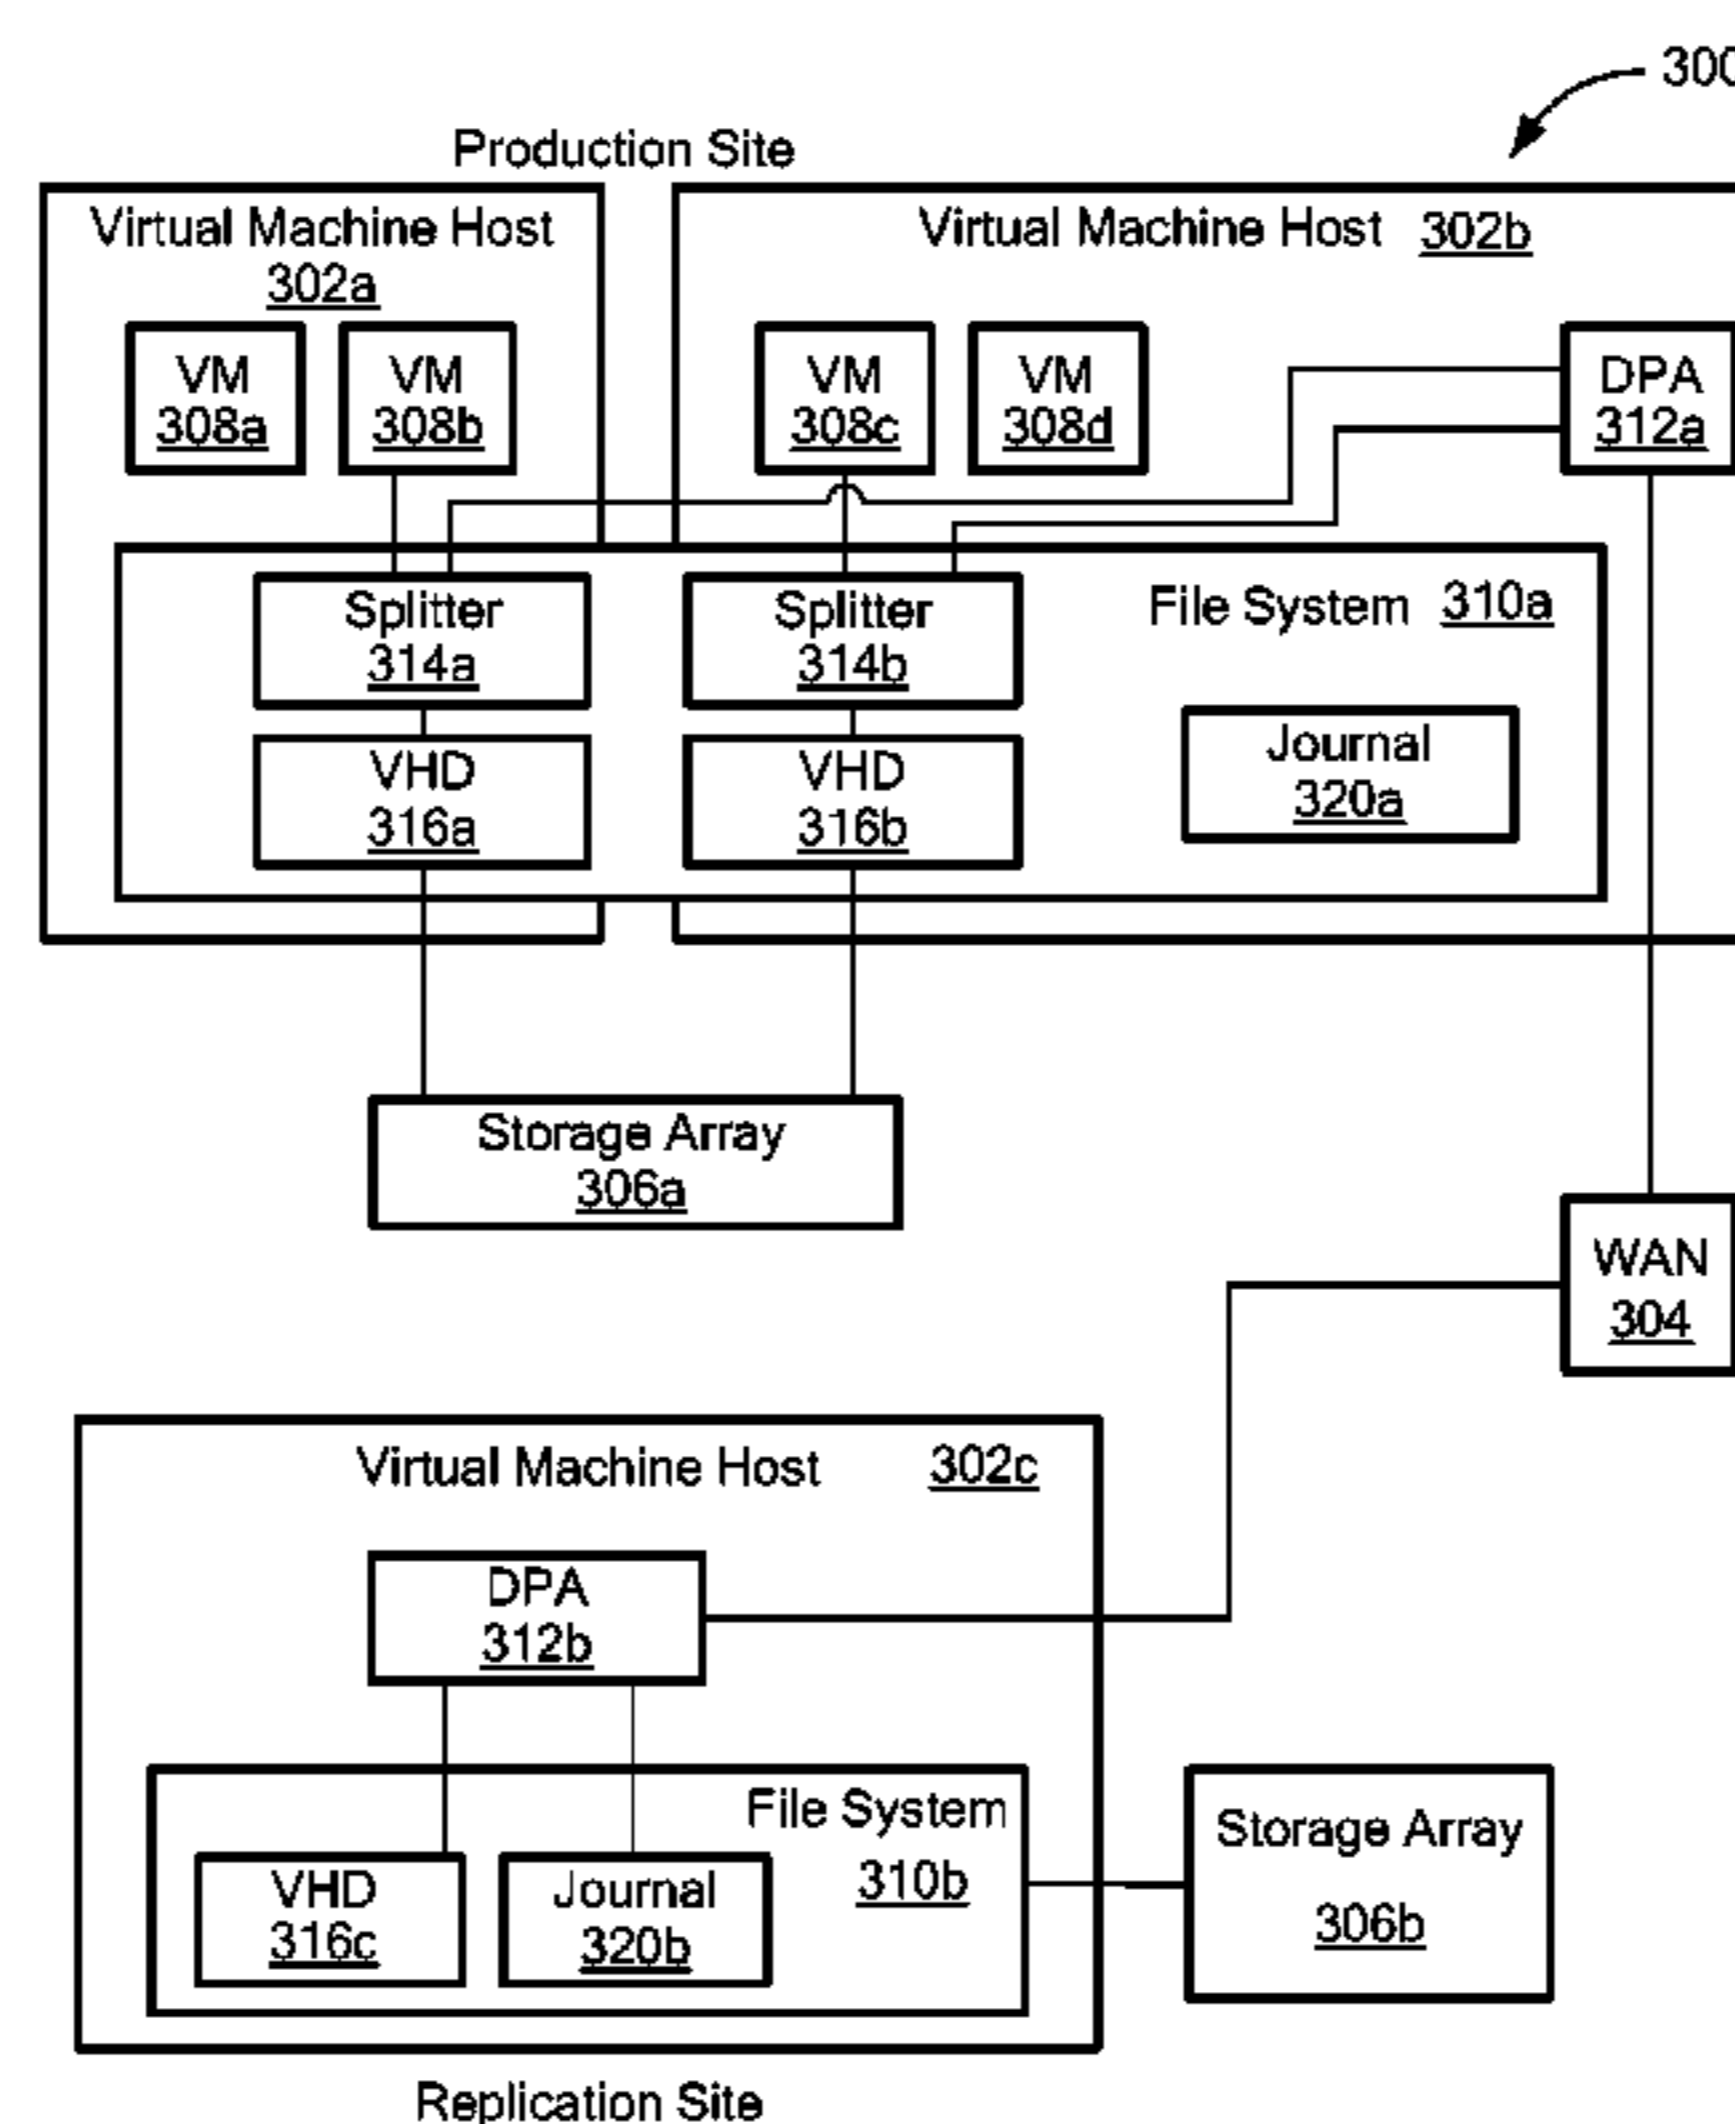 300
Production Site
Virtual Machine Host
302a
Virtual Machine Host 302b
VM
308a
VM
308b
VM
308c
VM
308d
DPA
312a
File System 310a
Splitter
314a
Splitter
314b
VHD
316a
VHD
316b
Journal
320a
Storage Array
306a
WAN
304
Virtual Machine Host 302c
DPA
312b
File System
310b
VHD
316c
Journal
320b
Storage Array
306b
Replication Site